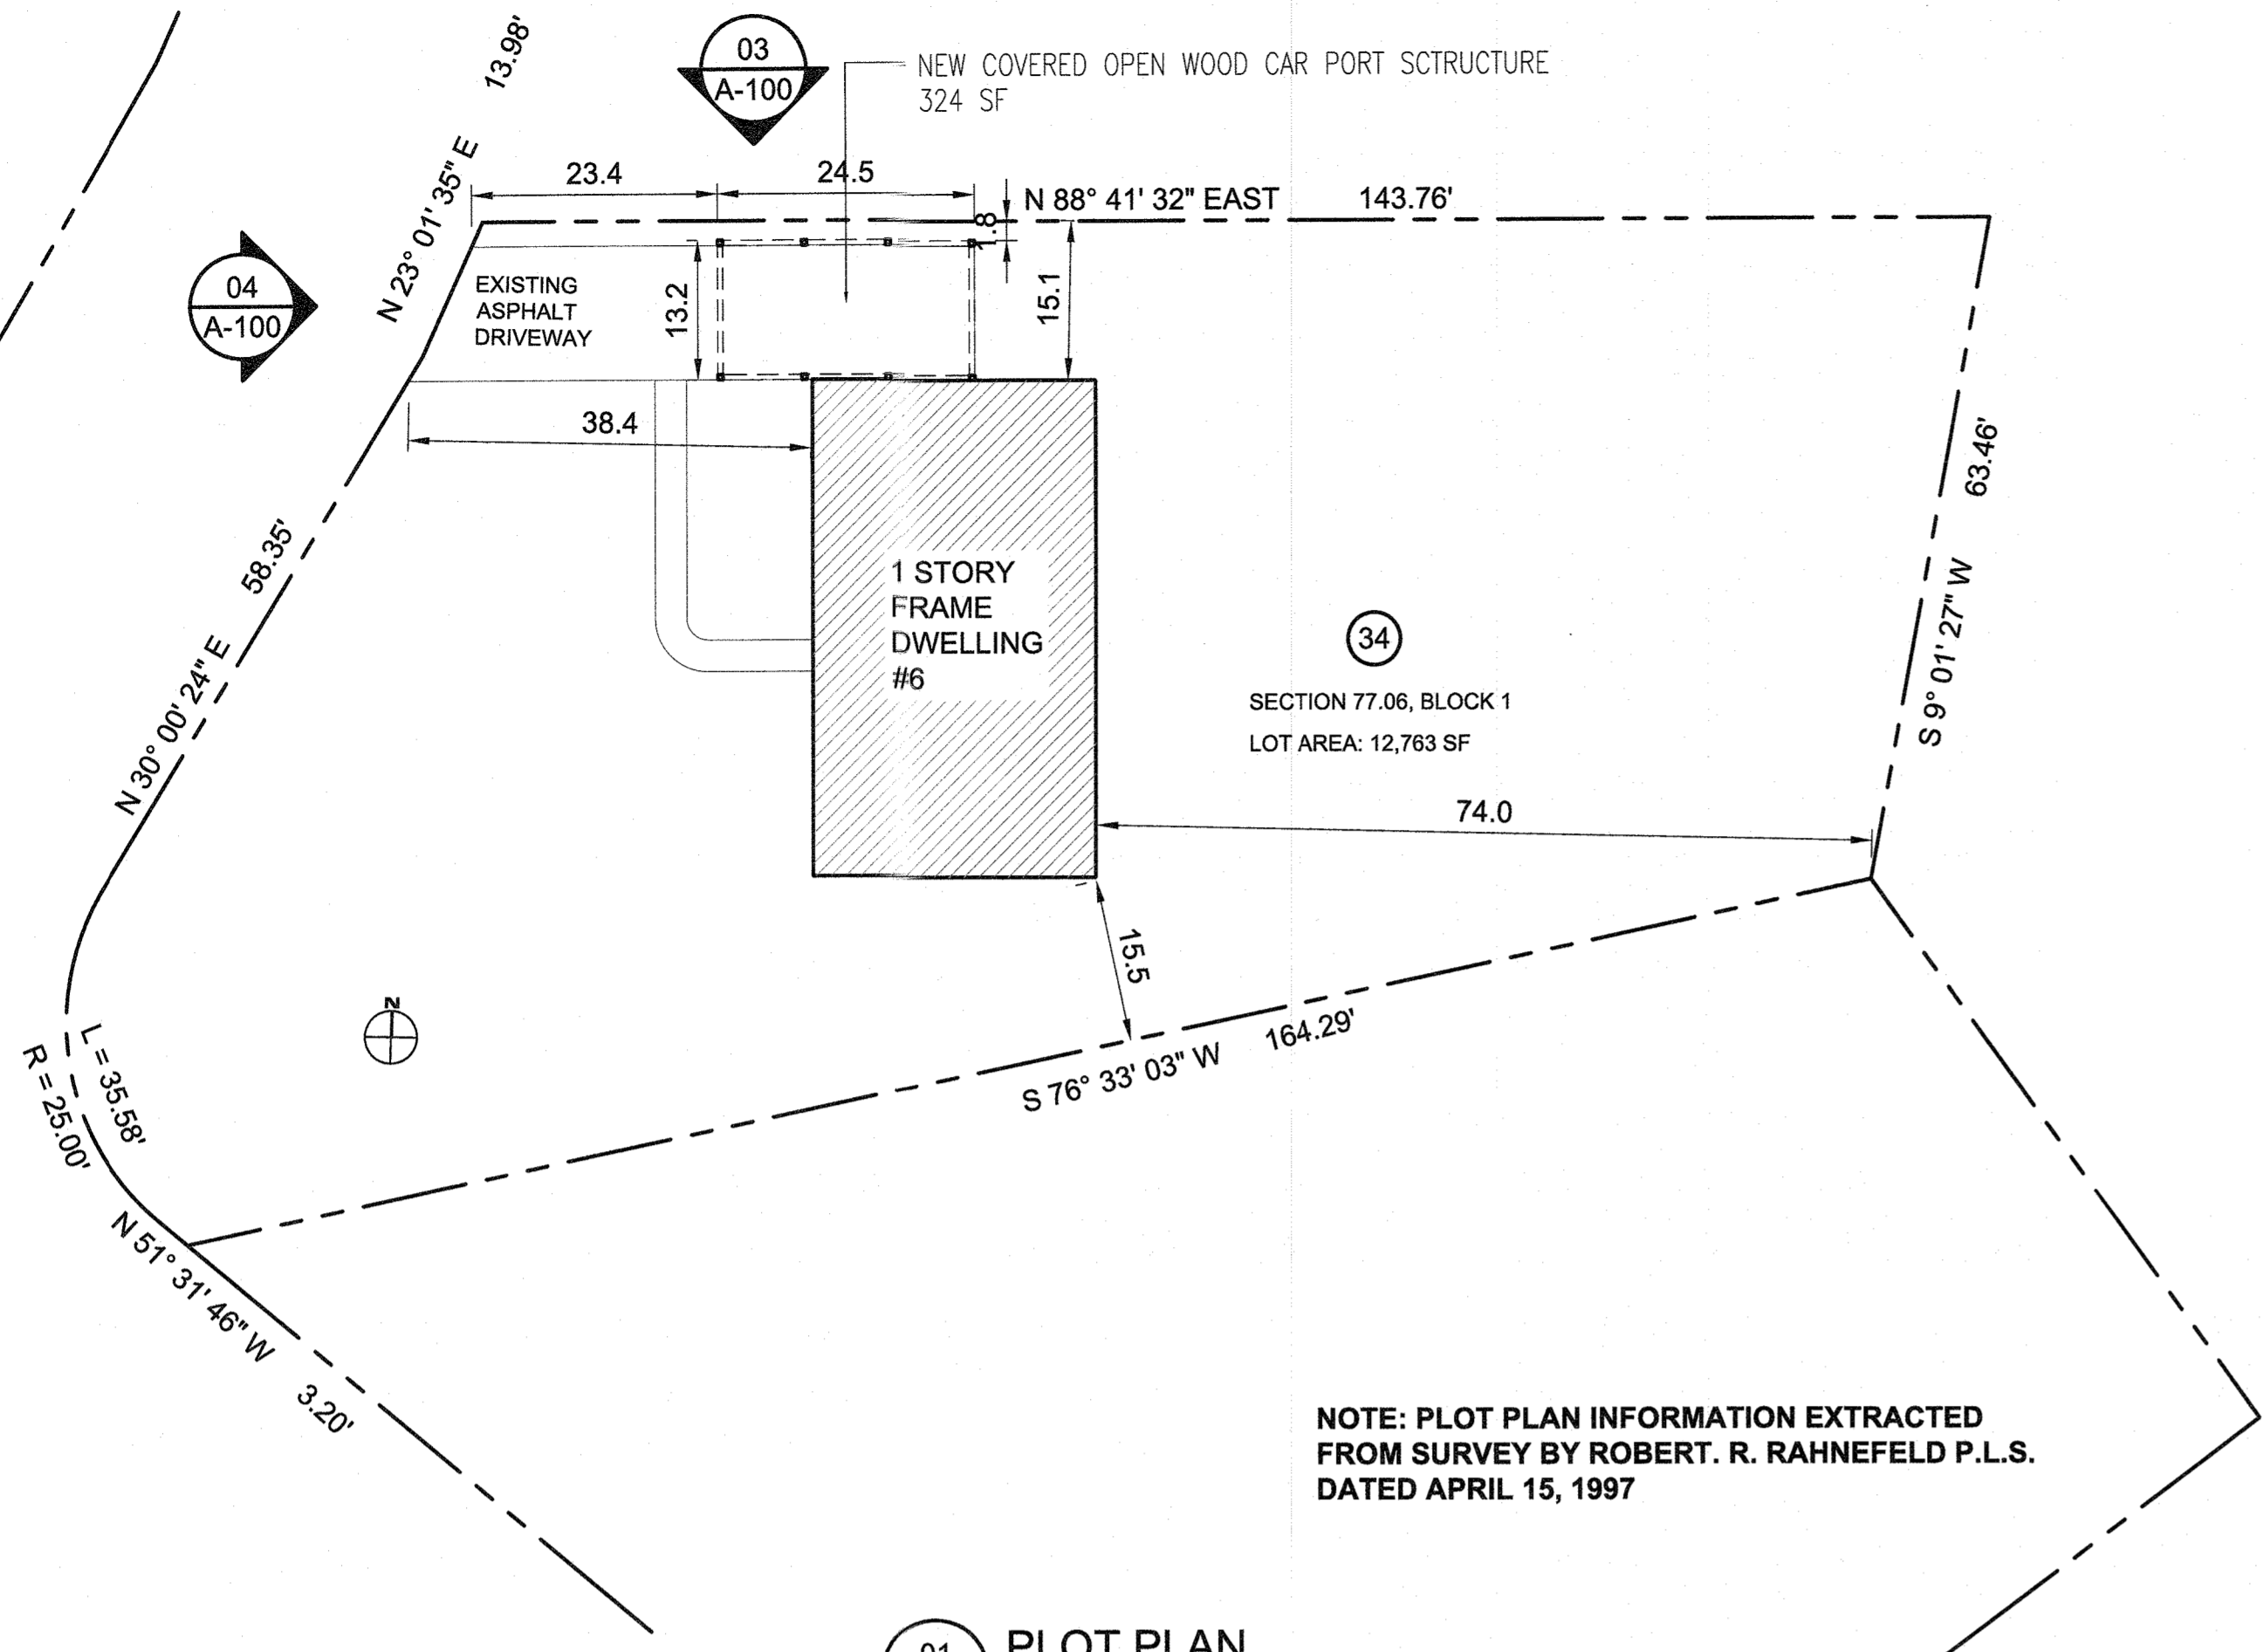 13.98'
03
A-100
NEW COVERED OPEN WOOD CAR PORT SCTRUCTURE
324 SF
N 23° 01' 35" E
23.4
24.5
1.8
N 88° 41' 32" EAST 143.76'
04
A-100
EXISTING
ASPHALT
DRIVEWAY
13.2
15.1
38.4
63.46'
S 9° 01' 27" W
58.35'
N 30° 00' 24" E
1 STORY
FRAME
DWELLING
#6
34
SECTION 77.06, BLOCK 1
LOT AREA: 12,763 SF
74.0
15.5
N
S 76° 33' 03" W 164.29'
L = 35.58'
R = 25.00'
N 51° 31' 46" W 3.20'
NOTE: PLOT PLAN INFORMATION EXTRACTED
FROM SURVEY BY ROBERT. R. RAHNEFELD P.L.S.
DATED APRIL 15, 1997
01
PLOT PLAN